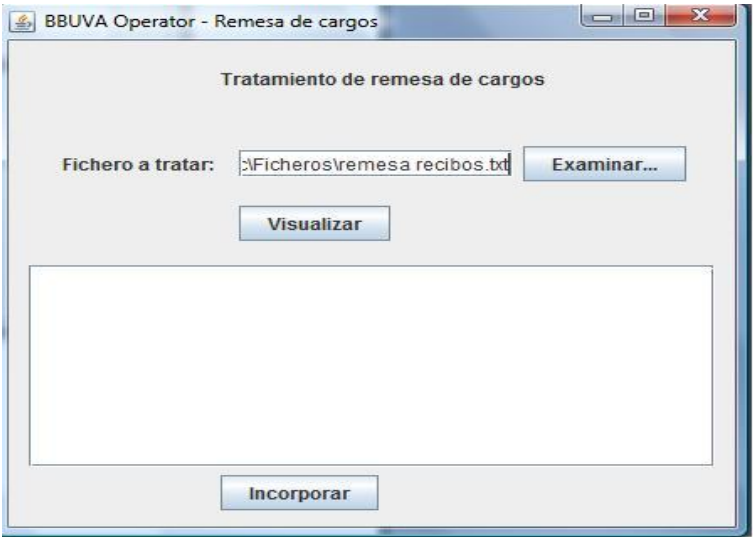 BBUVA Operator - Remesa de cargos
Tratamiento de remesa de cargos
Fichero a tratar: :\Ficheros\remesa recibos.txt Examinar...
Visualizar
Incorporar